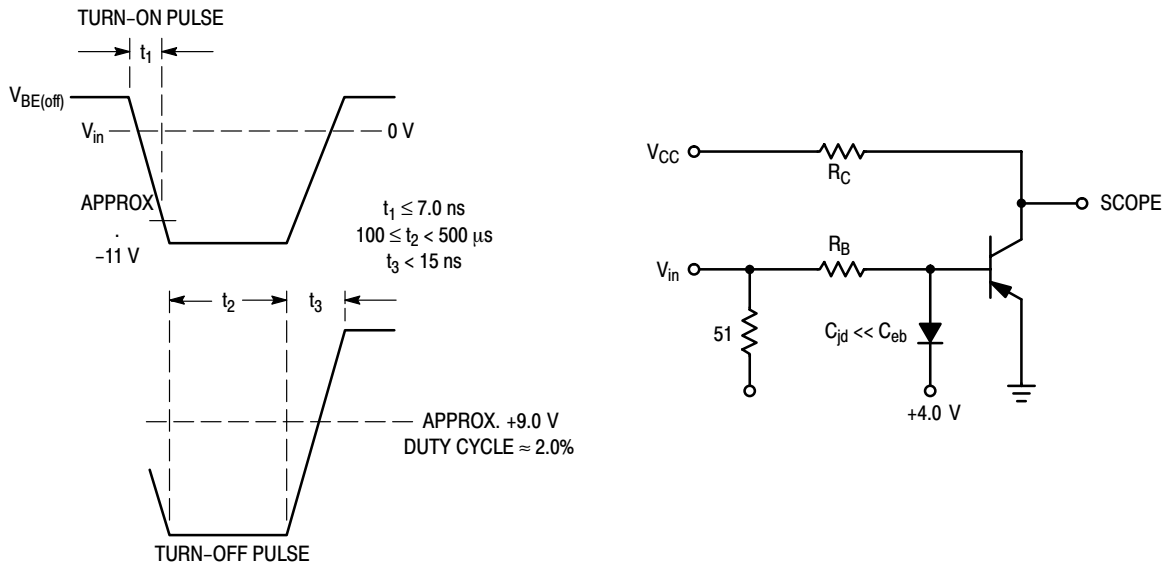 TURN–ON PULSE
t1
VBE(off)
Vin
0 V
APPROX
.
–11 V
t1 ≤ 7.0 ns
100 ≤ t2 < 500 μs
t3 < 15 ns
t2
t3
APPROX. +9.0 V
DUTY CYCLE ≈ 2.0%
TURN–OFF PULSE
VCC
RC
SCOPE
Vin
RB
51
Cjd << Ceb
+4.0 V